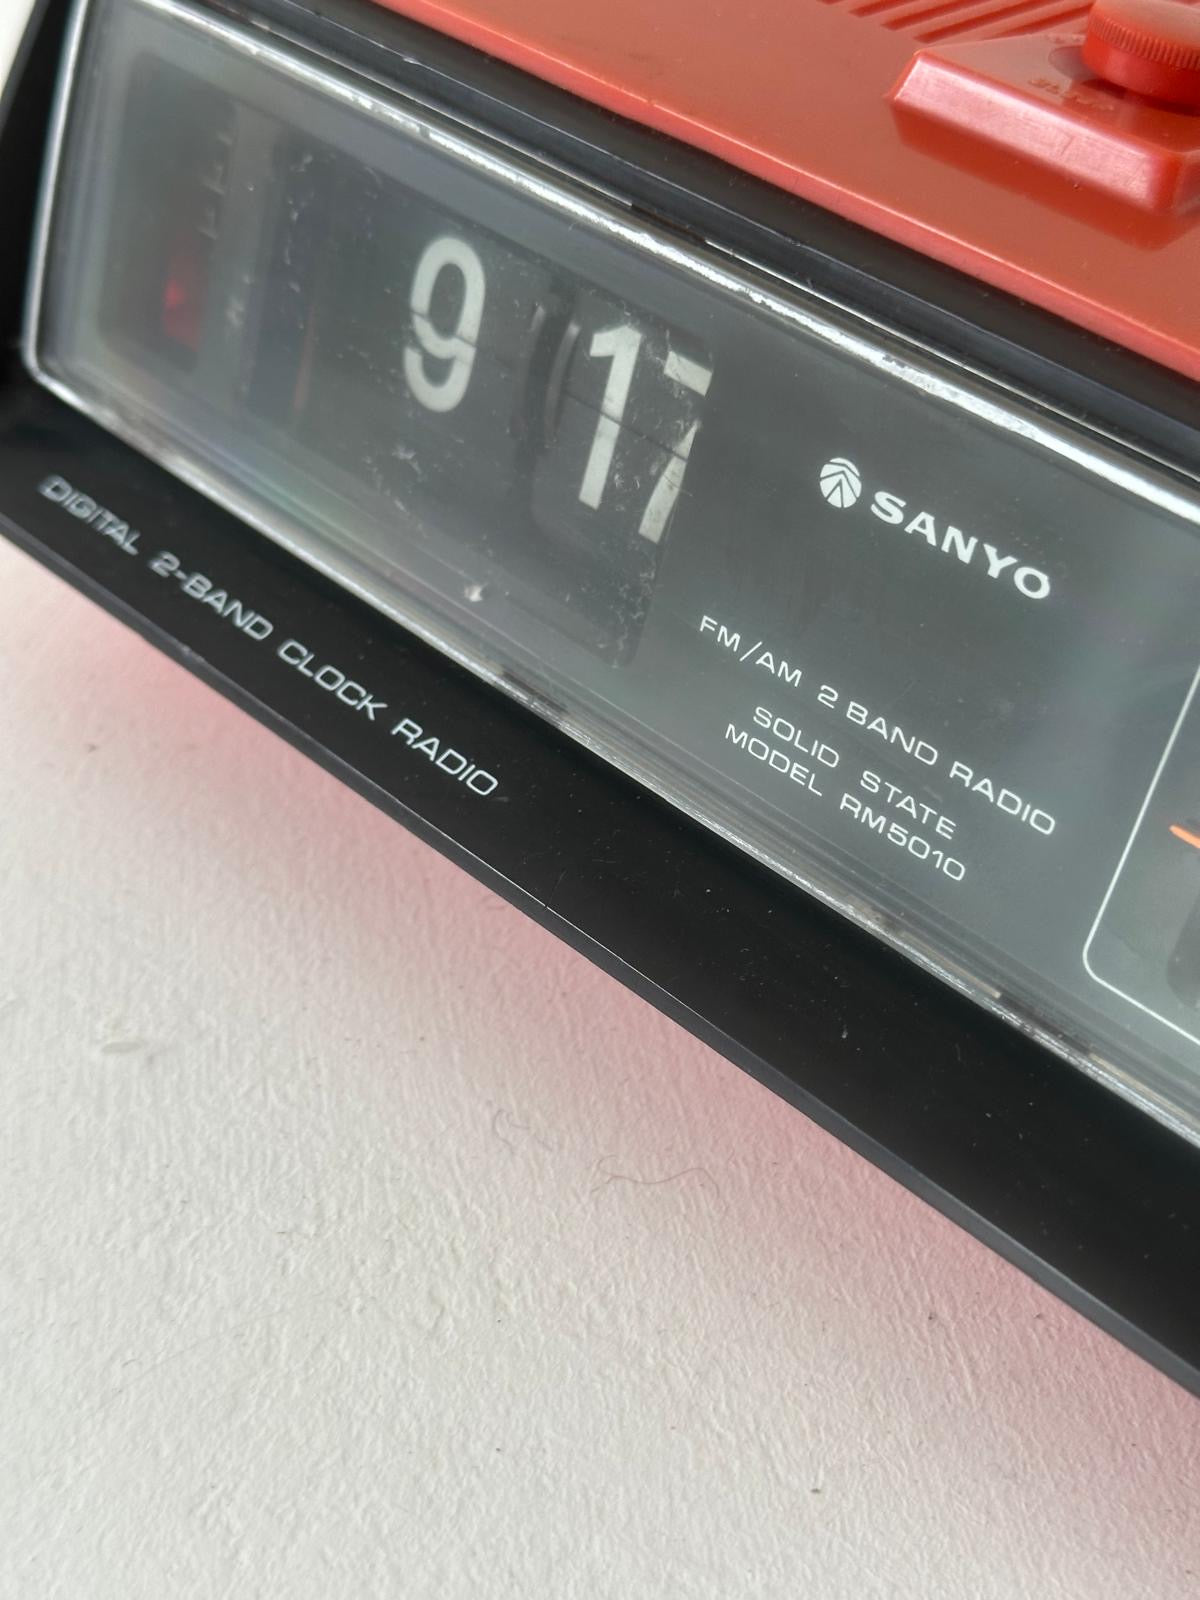 9 17
SANYO
FM/AM 2 BAND RADIO
SOLID STATE
MODEL RM5010
DIGITAL 2-BAND CLOCK RADIO